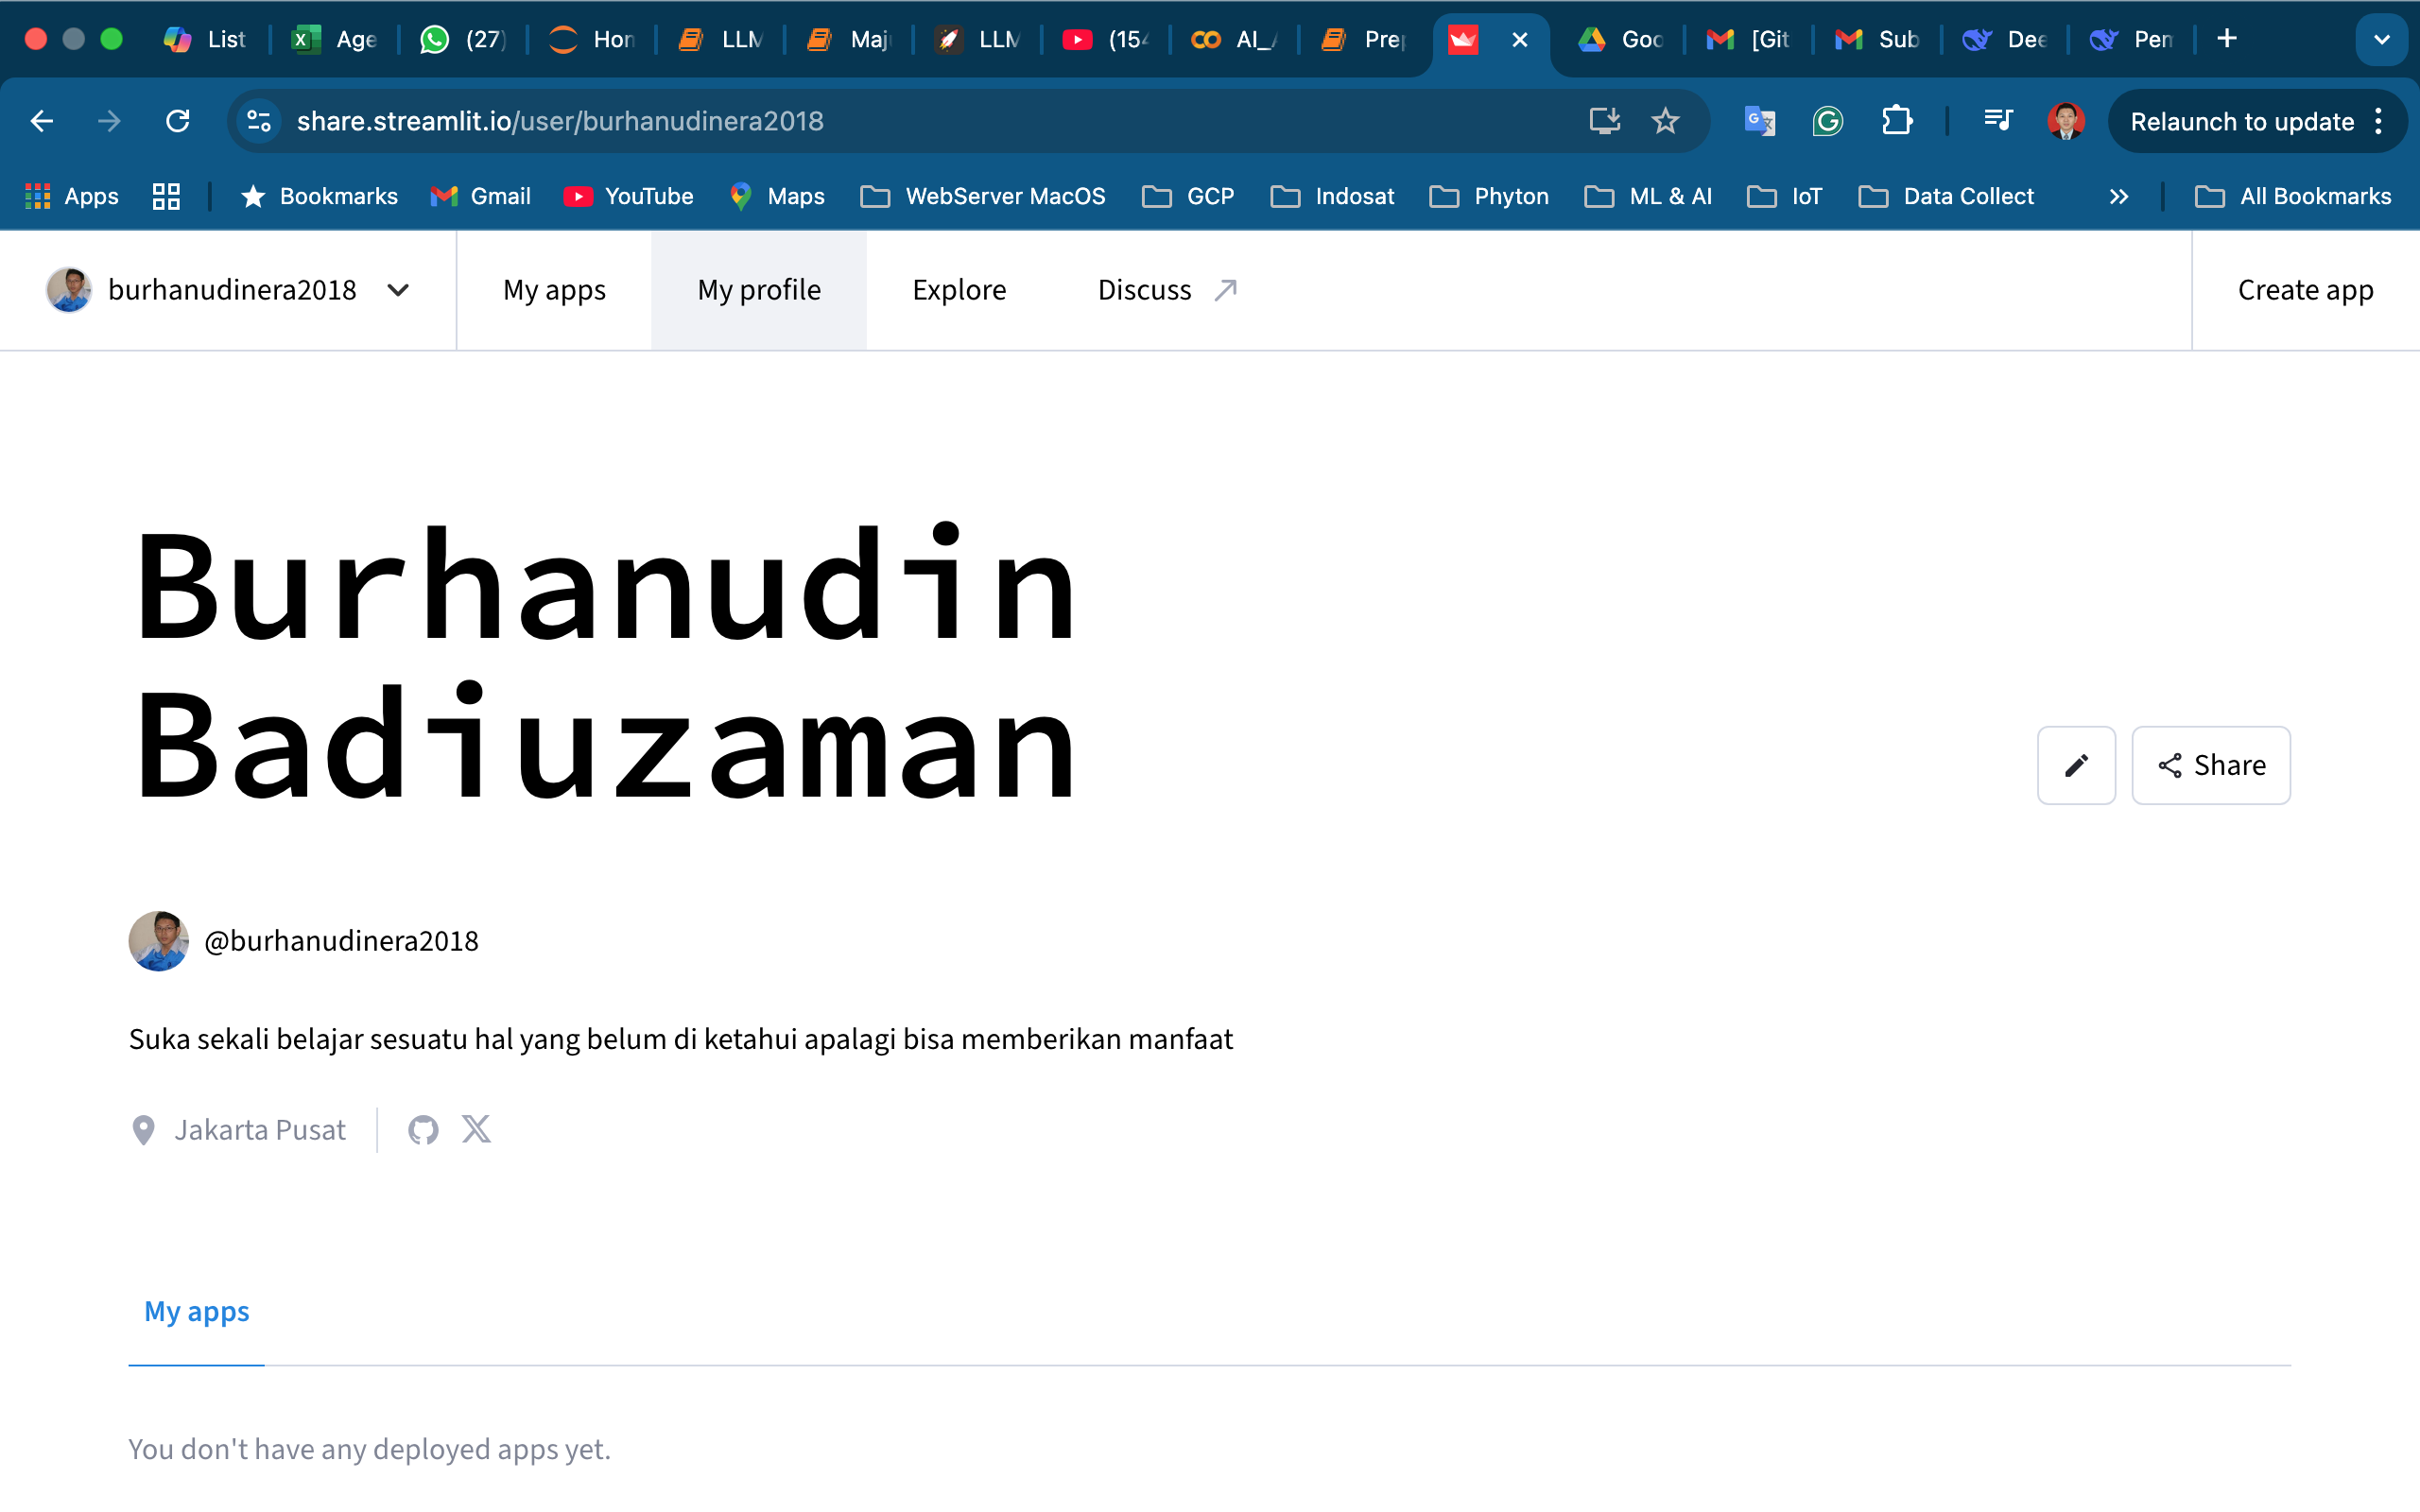 List Age (27) Hon LLM Maj LLM (15 AI_ Prep Goo [Git Sub Dee Pem
share.streamlit.io/user/burhanudinera2018 Relaunch to update
Apps Bookmarks Gmail YouTube Maps WebServer MacOS GCP Indosat Phyton ML & AI IoT Data Collect All Bookmarks
burhanudinera2018 My apps My profile Explore Discuss Create app
Burhanudin
Badiuzaman
Share
@burhanudinera2018
Suka sekali belajar sesuatu hal yang belum di ketahui apalagi bisa memberikan manfaat
Jakarta Pusat
My apps
You don't have any deployed apps yet.